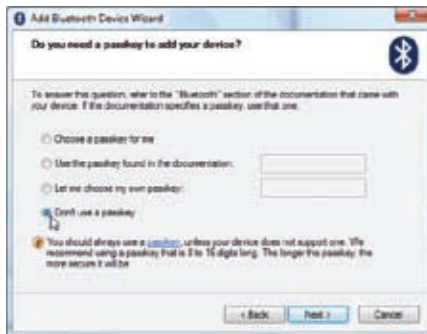 Add Bluetooth Device Wizard
Do you need a passkey to add your device?
To answer this question, refer to the "Bluetooth" section of the documentation that came with
your device. If the documentation specifies a passkey, use that one.
Choose a passkey for me
Use the passkey found in the documentation:
Let me choose my own passkey:
Don't use a passkey
You should always use a passkey, unless your device does not support one. We
recommend using a passkey that is 8 to 16 digits long. The longer the passkey, the
more secure it will be.
< Back
Next >
Cancel